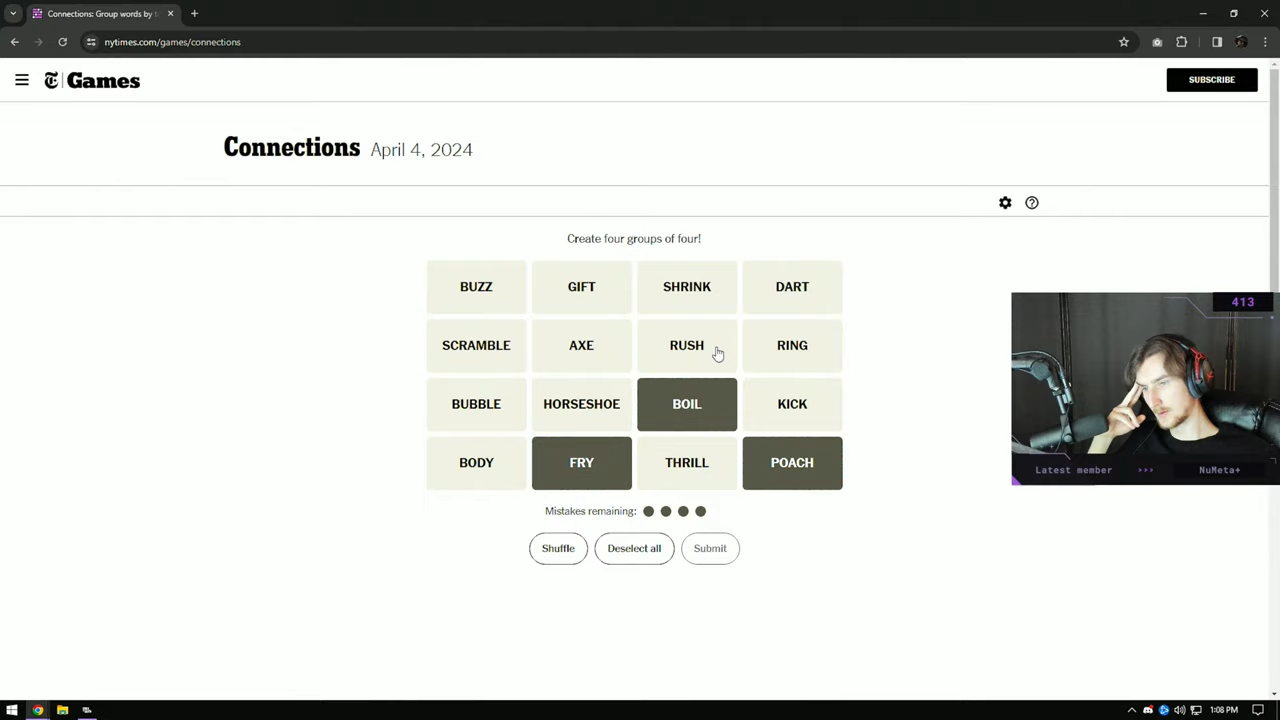 Connections: Group words by t
nytimes.com/games/connections
Games
SUBSCRIBE
Connections April 4, 2024
Create four groups of four!
BUZZ GIFT SHRINK DART
SCRAMBLE AXE RUSH RING
BUBBLE HORSESHOE BOIL KICK
BODY FRY THRILL POACH
Mistakes remaining:
Shuffle Deselect all Submit
413
Latest member >>> NuMeta+
1:08 PM